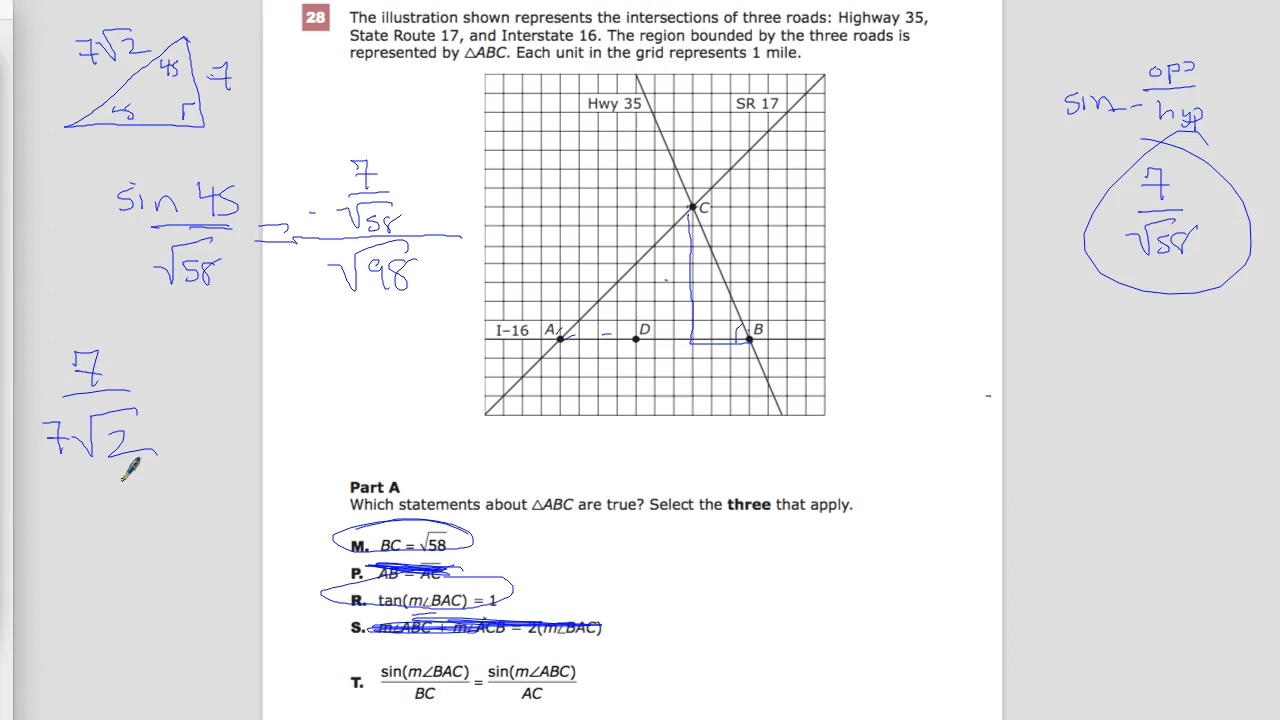 28 The illustration shown represents the intersections of three roads: Highway 35,
State Route 17, and Interstate 16. The region bounded by the three roads is
represented by △ABC. Each unit in the grid represents 1 mile.
7√2
45
7
45
sin 45
√58
=
7
√58
√98
7
7√2
Hwy 35
SR 17
C
I–16
A
D
B
sin - opp
hyp
7
√58
Part A
Which statements about △ABC are true? Select the three that apply.
M. BC = √58
P. AB = AC
R. tan(m∠BAC) = 1
S. m∠ABC + m∠ACB = 2(m∠BAC)
T. sin(m∠BAC) = sin(m∠ABC)
BC AC